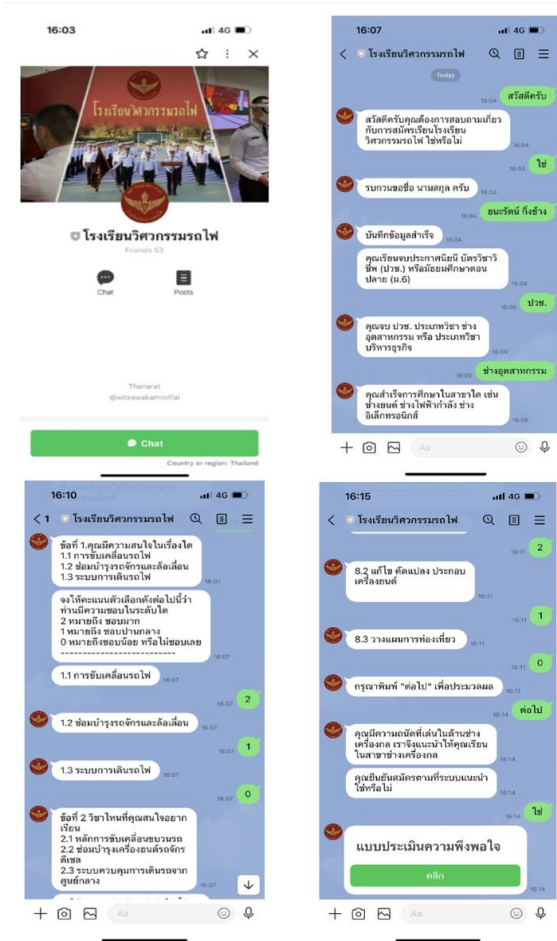 16:03
4G
โรงเรียนวิศวกรรมรถไฟ
โรงเรียนวิศวกรรมรถไฟ
Friends 63
Chat
Posts
Thanarat
@witsawakamrotfai
Chat
Country or region: Thailand
16:07
4G
โรงเรียนวิศวกรรมรถไฟ
Today
สวัสดีครับ
16:04
สวัสดีครับคุณต้องการสอบถามเกี่ยว
กับการสมัครเรียนโรงเรียน
วิศวกรรมรถไฟ ใช่หรือไม่
16:04
ใช่
16:04
รบกวนขอชื่อ นามสกุล ครับ
16:04
ธนะรัตน์ กิ่งช้าง
16:04
บันทึกข้อมูลสำเร็จ
16:04
คุณเรียนจบประกาศนียนี บัตรวิชาวิ
ชีพ (ปวช.) หรือมัธยมศึกษาตอน
ปลาย (ม.6)
16:04
ปวช.
16:06
คุณจบ ปวช. ประเภทวิชา ช่าง
อุตสาหกรรม หรือ ประเภทวิชา
บริหารธุรกิจ
16:06
ช่างอุตสาหกรรม
16:06
คุณสำเร็จการศึกษาในสาขาใด เช่น
ช่างยนต์ ช่างไฟฟ้ากำลัง ช่าง
อิเล็กทรอนิกส์
16:06
Aa
16:10
4G
1
โรงเรียนวิศวกรรมรถไฟ
ข้อที่ 1.คุณมีความสนใจในเรื่องใด
1.1 การขับเคลื่อนรถไฟ
1.2 ซ่อมบำรุงรถจักรและล้อเลื่อน
1.3 ระบบการเดินรถไฟ
16:07
จงให้คะแนนตัวเลือกดังต่อไปนี้ว่า
ท่านมีความชอบในระดับใด
2 หมายถึง ชอบมาก
1 หมายถึง ชอบปานกลาง
0 หมายถึงชอบน้อย หรือไม่ชอบเลย
---------------------------
16:07
1.1 การขับเคลื่อนรถไฟ
16:07
2
16:07
1.2 ซ่อมบำรุงรถจักรและล้อเลื่อน
16:07
1
16:07
1.3 ระบบการเดินรถไฟ
16:07
0
16:07
ข้อที่ 2 วิชาไหนที่คุณสนใจอยาก
เรียน
2.1 หลักการขับเคลื่อนขบวนรถ
2.2 ซ่อมบำรุงเครื่องยนต์รถจักร
ดีเซล
2.3 ระบบควบคุมการเดินรถจาก
ศูนย์กลาง
16:07
Aa
16:15
4G
โรงเรียนวิศวกรรมรถไฟ
2
16:11
8.2 แก้ไข ดัดแปลง ประกอบ
เครื่องยนต์
16:11
1
16:11
8.3 วางแผนการท่องเที่ยว
16:11
0
16:11
กรุณาพิมพ์ "ต่อไป" เพื่อประมวลผล
16:11
ต่อไป
16:14
คุณมีความถนัดที่เด่นในด้านช่าง
เครื่องกล เราจึงแนะนำให้คุณเรียน
ในสาขาช่างเครื่องกล
16:14
คุณยืนยันสมัครตามที่ระบบแนะนำ
ใช่หรือไม่
16:14
ใช่
16:14
แบบประเมินความพึงพอใจ
คลิก
16:14
Aa